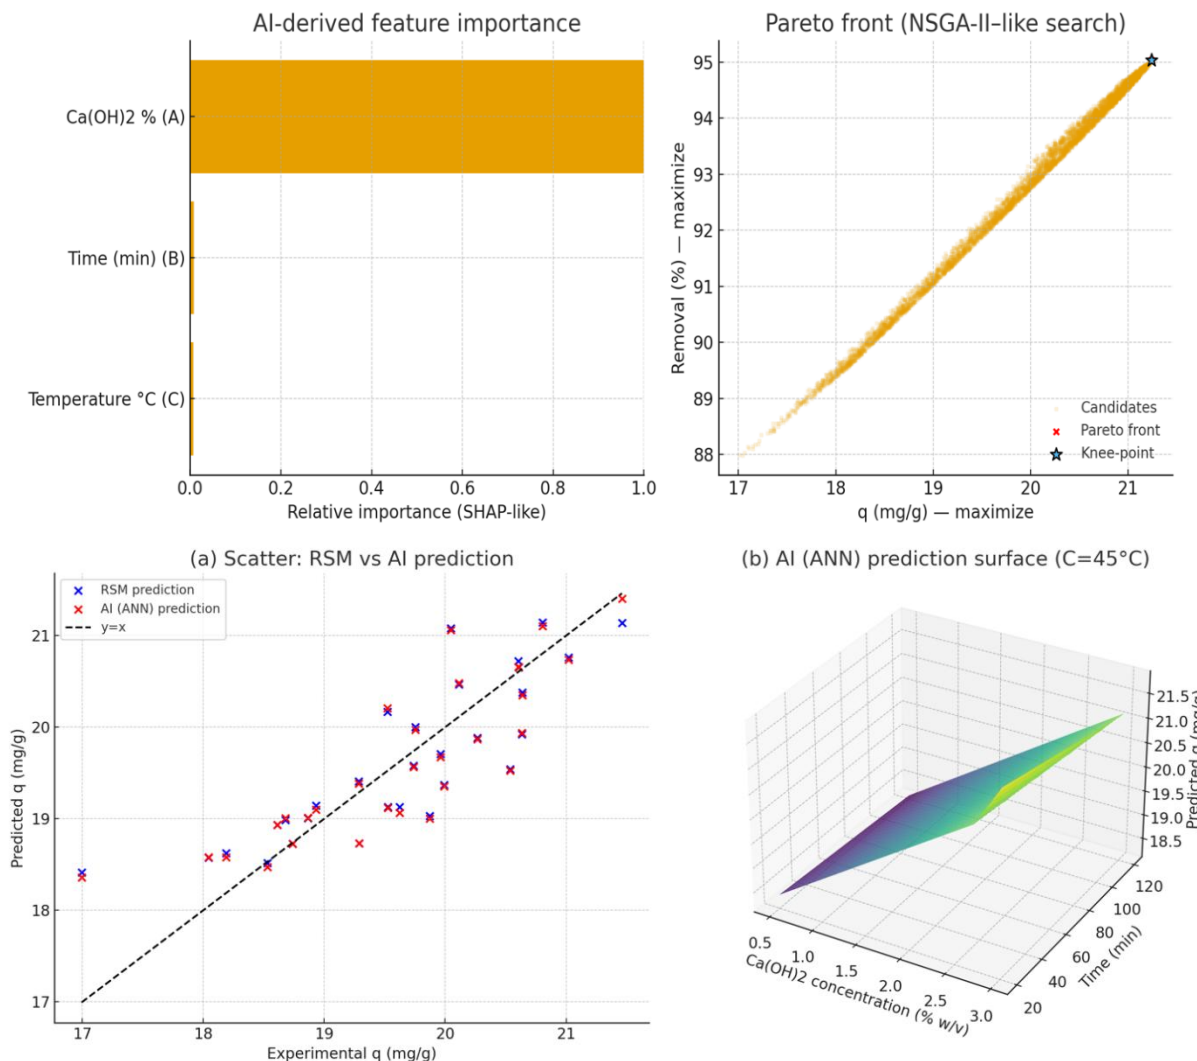 AI-derived feature importance
Ca(OH)2 % (A)
Time (min) (B)
Temperature °C (C)
0.0 0.2 0.4 0.6 0.8 1.0
Relative importance (SHAP-like)
Pareto front (NSGA-II–like search)
Removal (%) — maximize
95
94
93
92
91
90
89
88
Candidates
Pareto front
Knee-point
17 18 19 20 21
q (mg/g) — maximize
(a) Scatter: RSM vs AI prediction
RSM prediction
AI (ANN) prediction
y=x
Predicted q (mg/g)
21
20
19
18
17
17 18 19 20 21
Experimental q (mg/g)
(b) AI (ANN) prediction surface (C=45°C)
21.5
21.0
20.5
20.0
19.5
19.0
18.5
Predicted q (mg/g)
120
100
80
60
40
20
Time (min)
0.5 1.0 1.5 2.0 2.5 3.0
Ca(OH)2 concentration (% w/v)